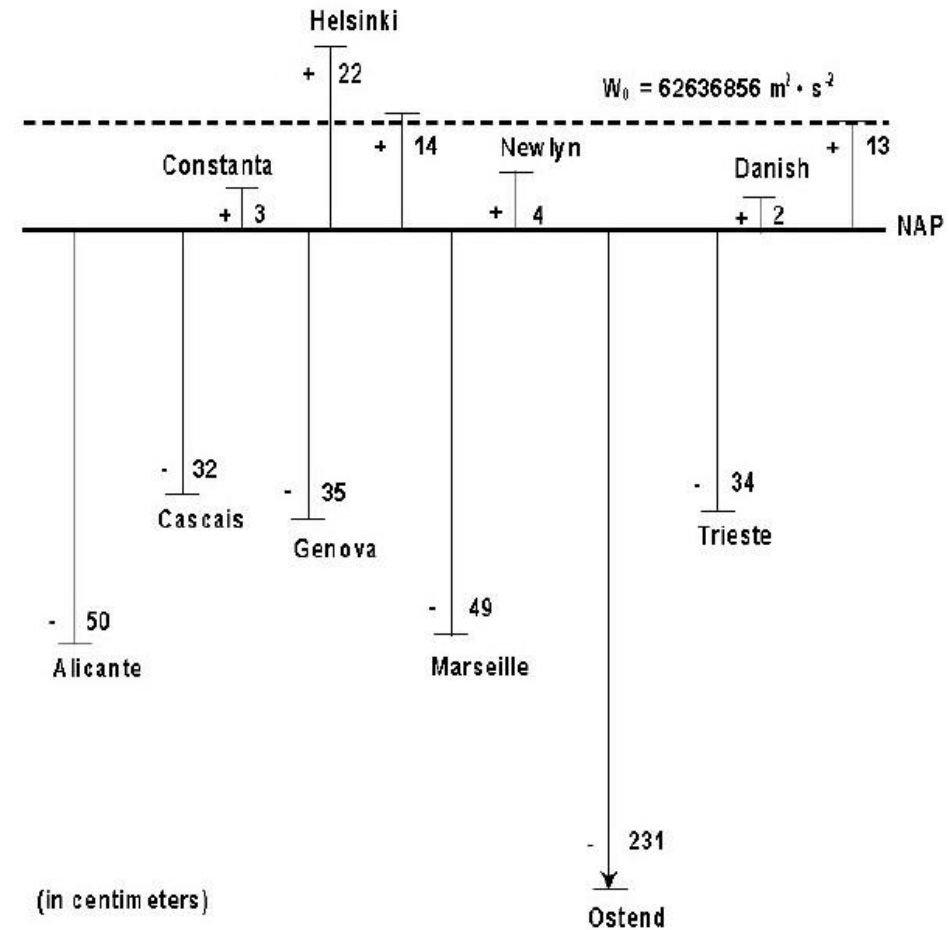 Helsinki
+ 22
W₀ = 62636856 m² · s⁻²
+ 14
Newlyn
+ 13
Constanta
Danish
+ 3
+ 4
+ 2
NAP
- 32
Cascais
- 35
Genova
- 34
Trieste
- 50
Alicante
- 49
Marseille
- 231
Ostend
(in centimeters)